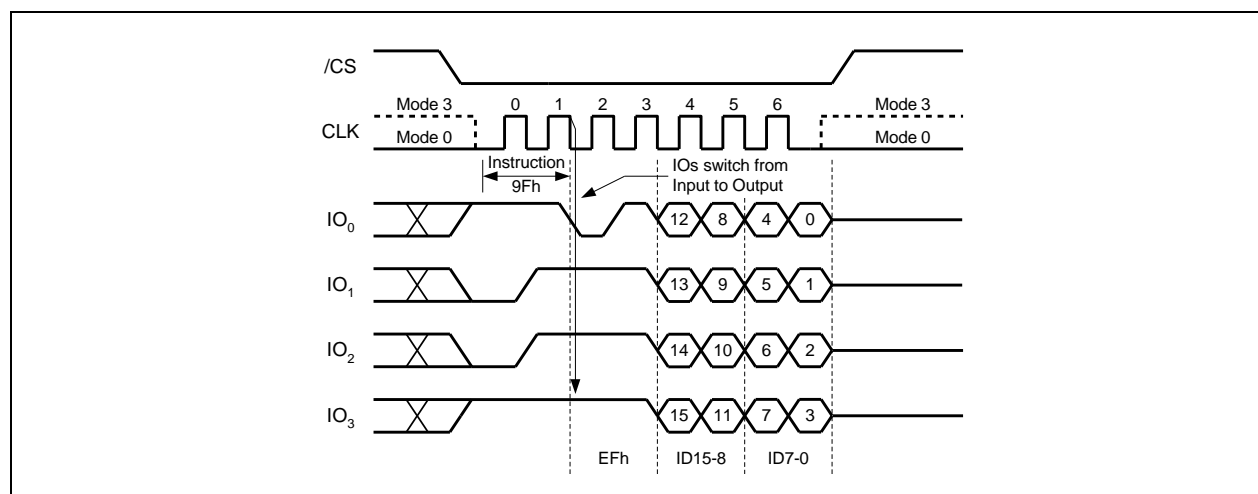 /CS
Mode 3 0 1 2 3 4 5 6 Mode 3
CLK
Mode 0 Mode 0
Instruction
9Fh
IOs switch from
Input to Output
IO0 12 8 4 0
IO1 13 9 5 1
IO2 14 10 6 2
IO3 15 11 7 3
EFh ID15-8 ID7-0